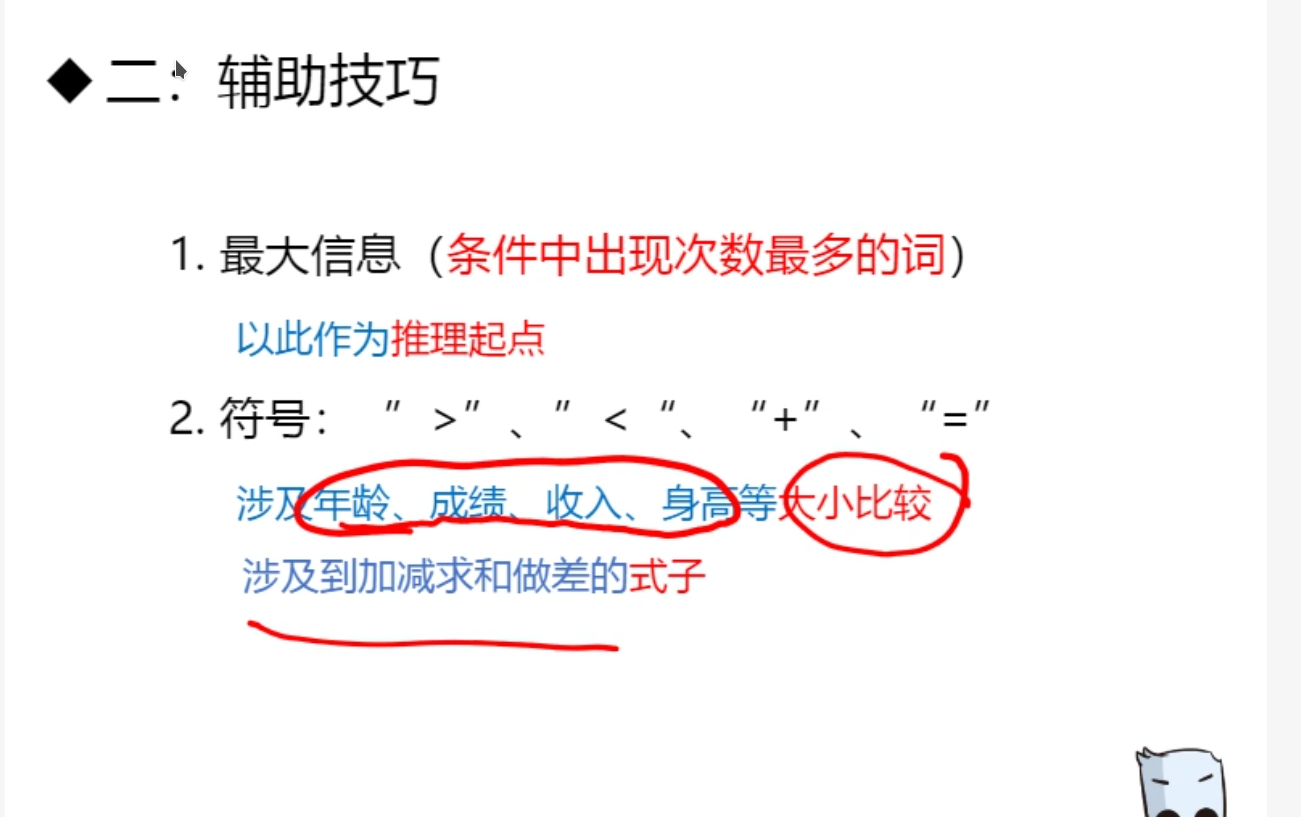 ◆ 二：辅助技巧
1. 最大信息（条件中出现次数最多的词）
以此作为推理起点
2. 符号： ” >” 、 ” < “、 “+” 、 “=”
涉及年龄、成绩、收入、身高等大小比较
涉及到加减求和做差的式子